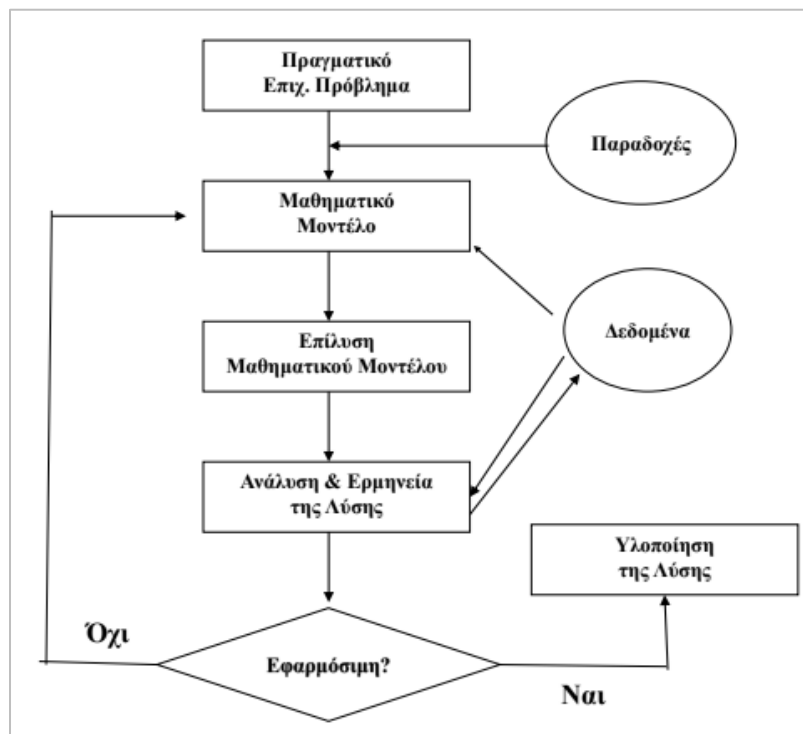 Πραγματικό
Επιχ. Πρόβλημα
Παραδοχές
Μαθηματικό
Μοντέλο
Επίλυση
Μαθηματικού Μοντέλου
Δεδομένα
Ανάλυση & Ερμηνεία
της Λύσης
Υλοποίηση
της Λύσης
Όχι
Εφαρμόσιμη?
Ναι